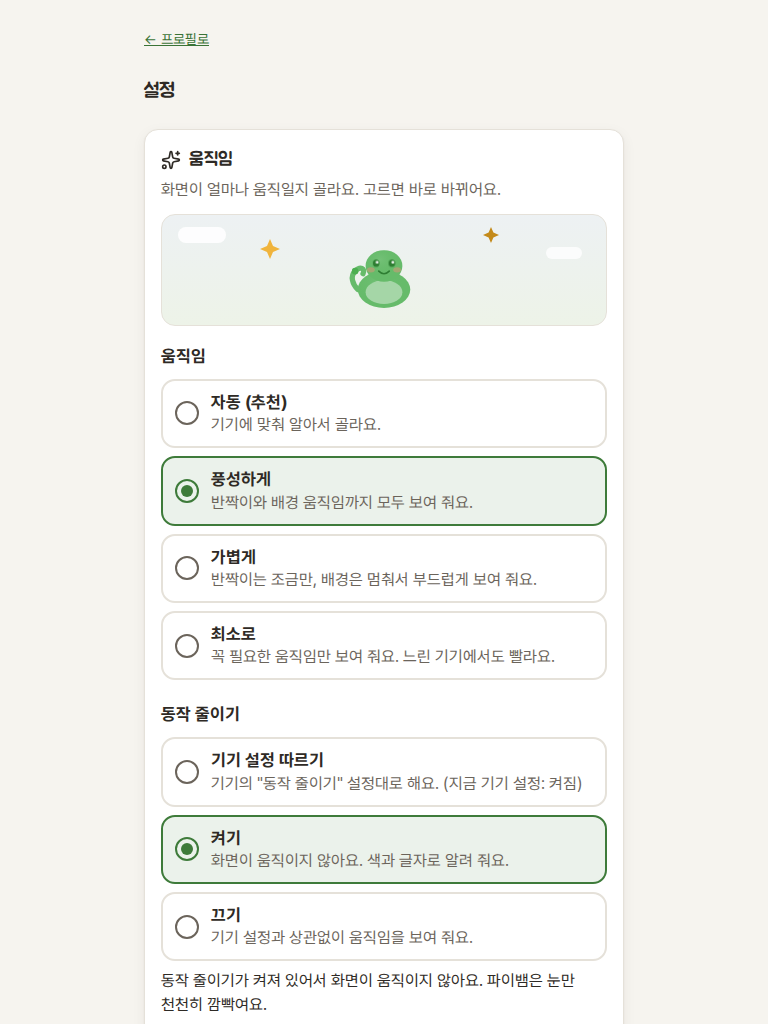 ← 프로필로
설정
움직임
화면이 얼마나 움직일지 골라요. 고르면 바로 바뀌어요.
움직임
자동 (추천)
기기에 맞춰 알아서 골라요.
풍성하게
반짝이와 배경 움직임까지 모두 보여 줘요.
가볍게
반짝이는 조금만, 배경은 멈춰서 부드럽게 보여 줘요.
최소로
꼭 필요한 움직임만 보여 줘요. 느린 기기에서도 빨라요.
동작 줄이기
기기 설정 따르기
기기의 "동작 줄이기" 설정대로 해요. (지금 기기 설정: 켜짐)
켜기
화면이 움직이지 않아요. 색과 글자로 알려 줘요.
끄기
기기 설정과 상관없이 움직임을 보여 줘요.
동작 줄이기가 켜져 있어서 화면이 움직이지 않아요. 파이뱀은 눈만
천천히 깜빡여요.